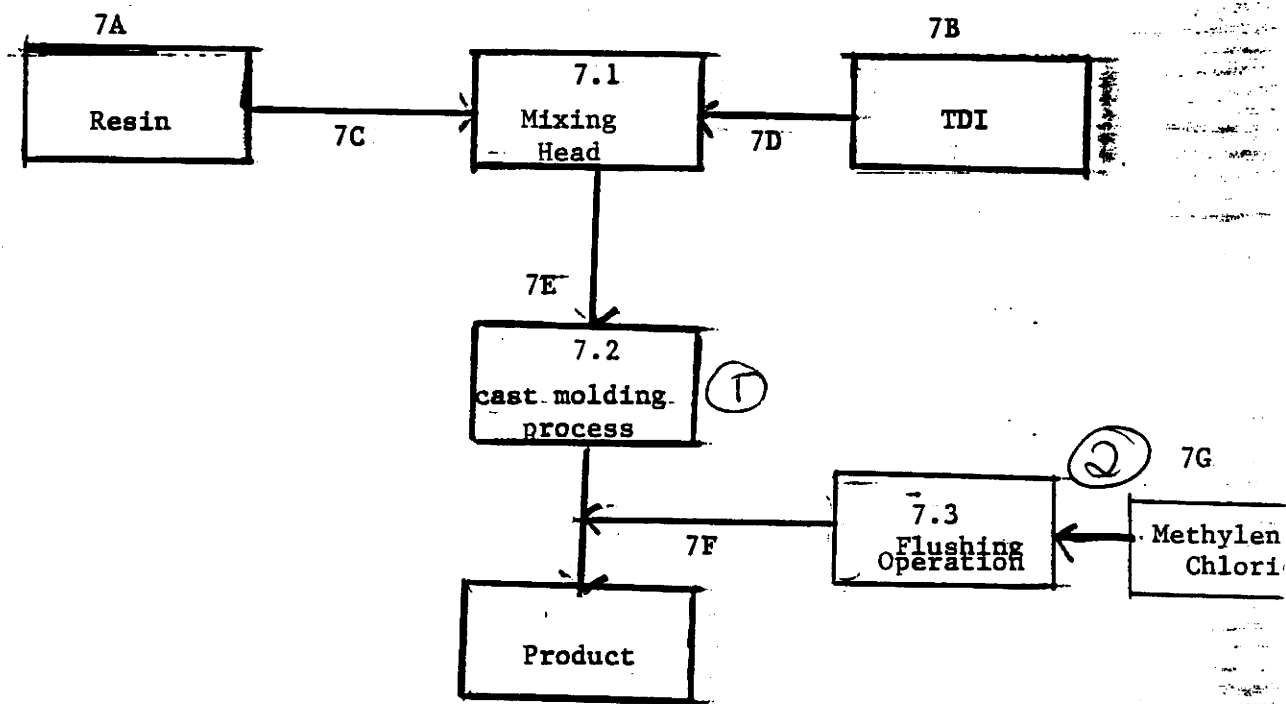 7A
7B
Resin
7C
7.1
Mixing
Head
7D
TDI
7E
7.2
cast molding
process
1
2
7G
7.3
Flushing
Operation
7F
Methylen
Chlori
Product